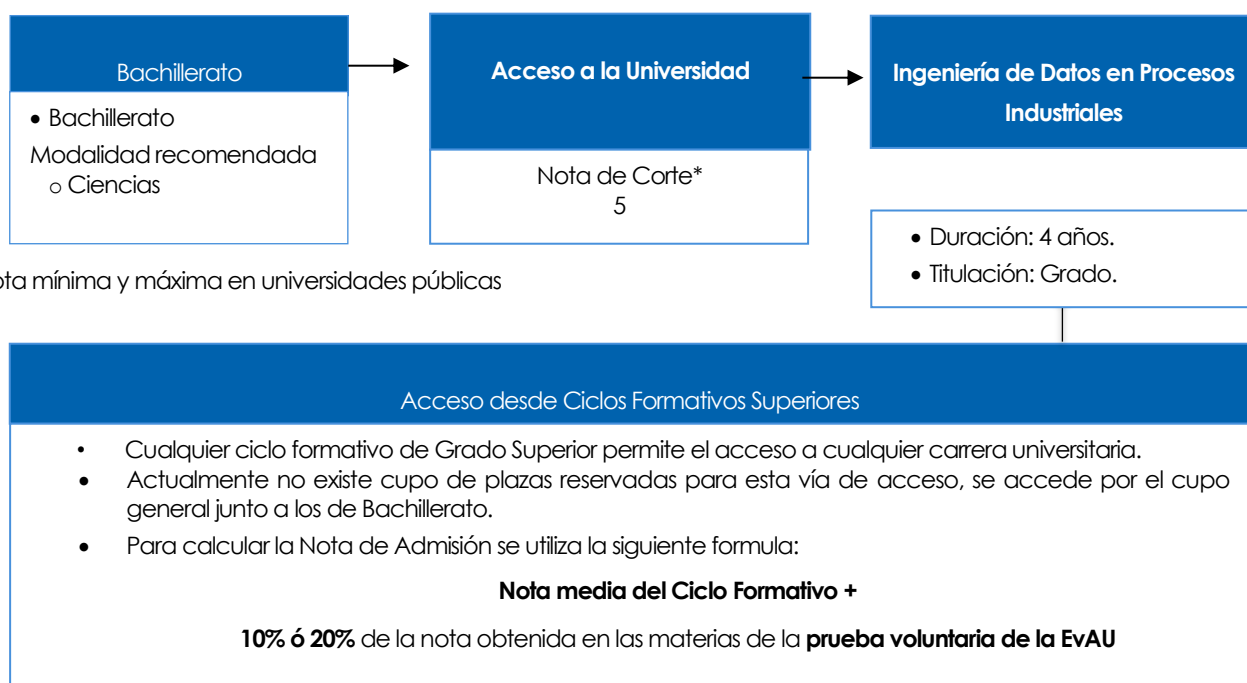 Bachillerato
• Bachillerato
Modalidad recomendada
o Ciencias
Acceso a la Universidad
Nota de Corte*
5
Ingeniería de Datos en Procesos
Industriales
• Duración: 4 años.
• Titulación: Grado.
ota mínima y máxima en universidades públicas
Acceso desde Ciclos Formativos Superiores
• Cualquier ciclo formativo de Grado Superior permite el acceso a cualquier carrera universitaria.
• Actualmente no existe cupo de plazas reservadas para esta vía de acceso, se accede por el cupo
general junto a los de Bachillerato.
• Para calcular la Nota de Admisión se utiliza la siguiente formula:
Nota media del Ciclo Formativo +
10% ó 20% de la nota obtenida en las materias de la prueba voluntaria de la EvAU